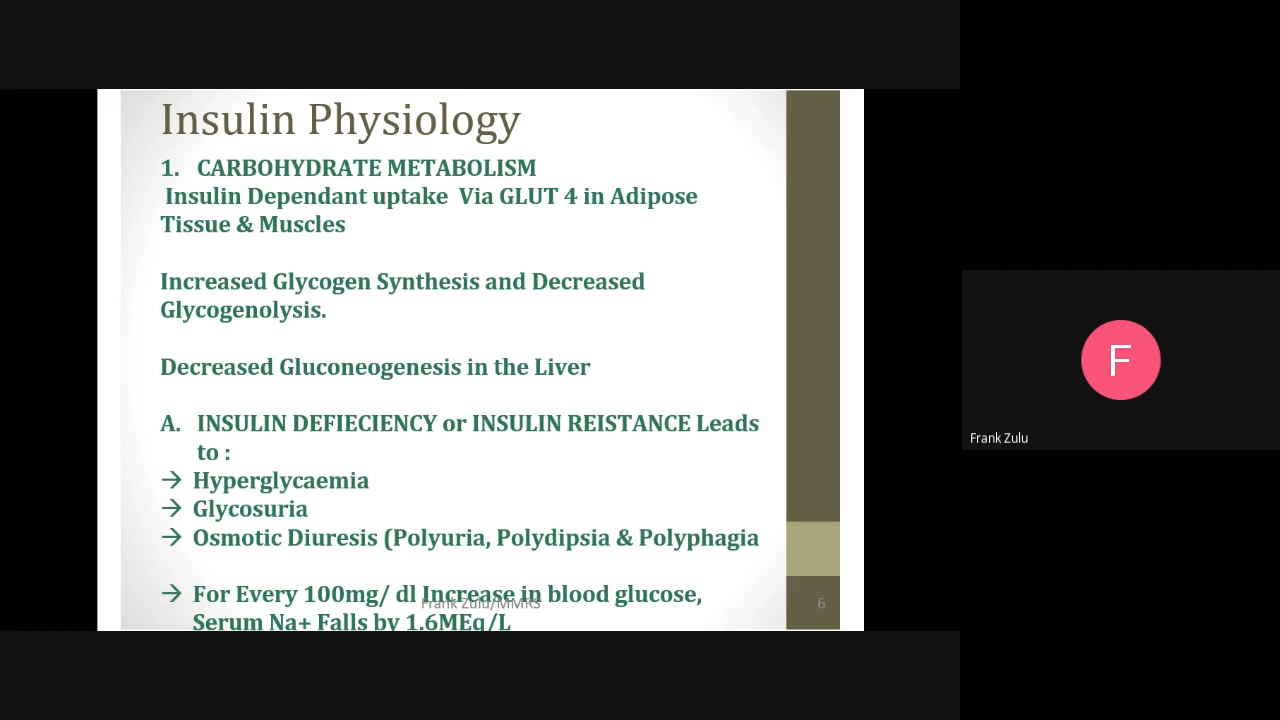 Insulin Physiology
1. CARBOHYDRATE METABOLISM
Insulin Dependant uptake Via GLUT 4 in Adipose
Tissue & Muscles
Increased Glycogen Synthesis and Decreased
Glycogenolysis.
Decreased Gluconeogenesis in the Liver
A. INSULIN DEFIECIENCY or INSULIN REISTANCE Leads
to :
→ Hyperglycaemia
→ Glycosuria
→ Osmotic Diuresis (Polyuria, Polydipsia & Polyphagia
→ For Every 100mg/ dl Increase in blood glucose,
Serum Na+ Falls by 1.6MEq/L
Frank Zulu/MMRS
6
F
Frank Zulu